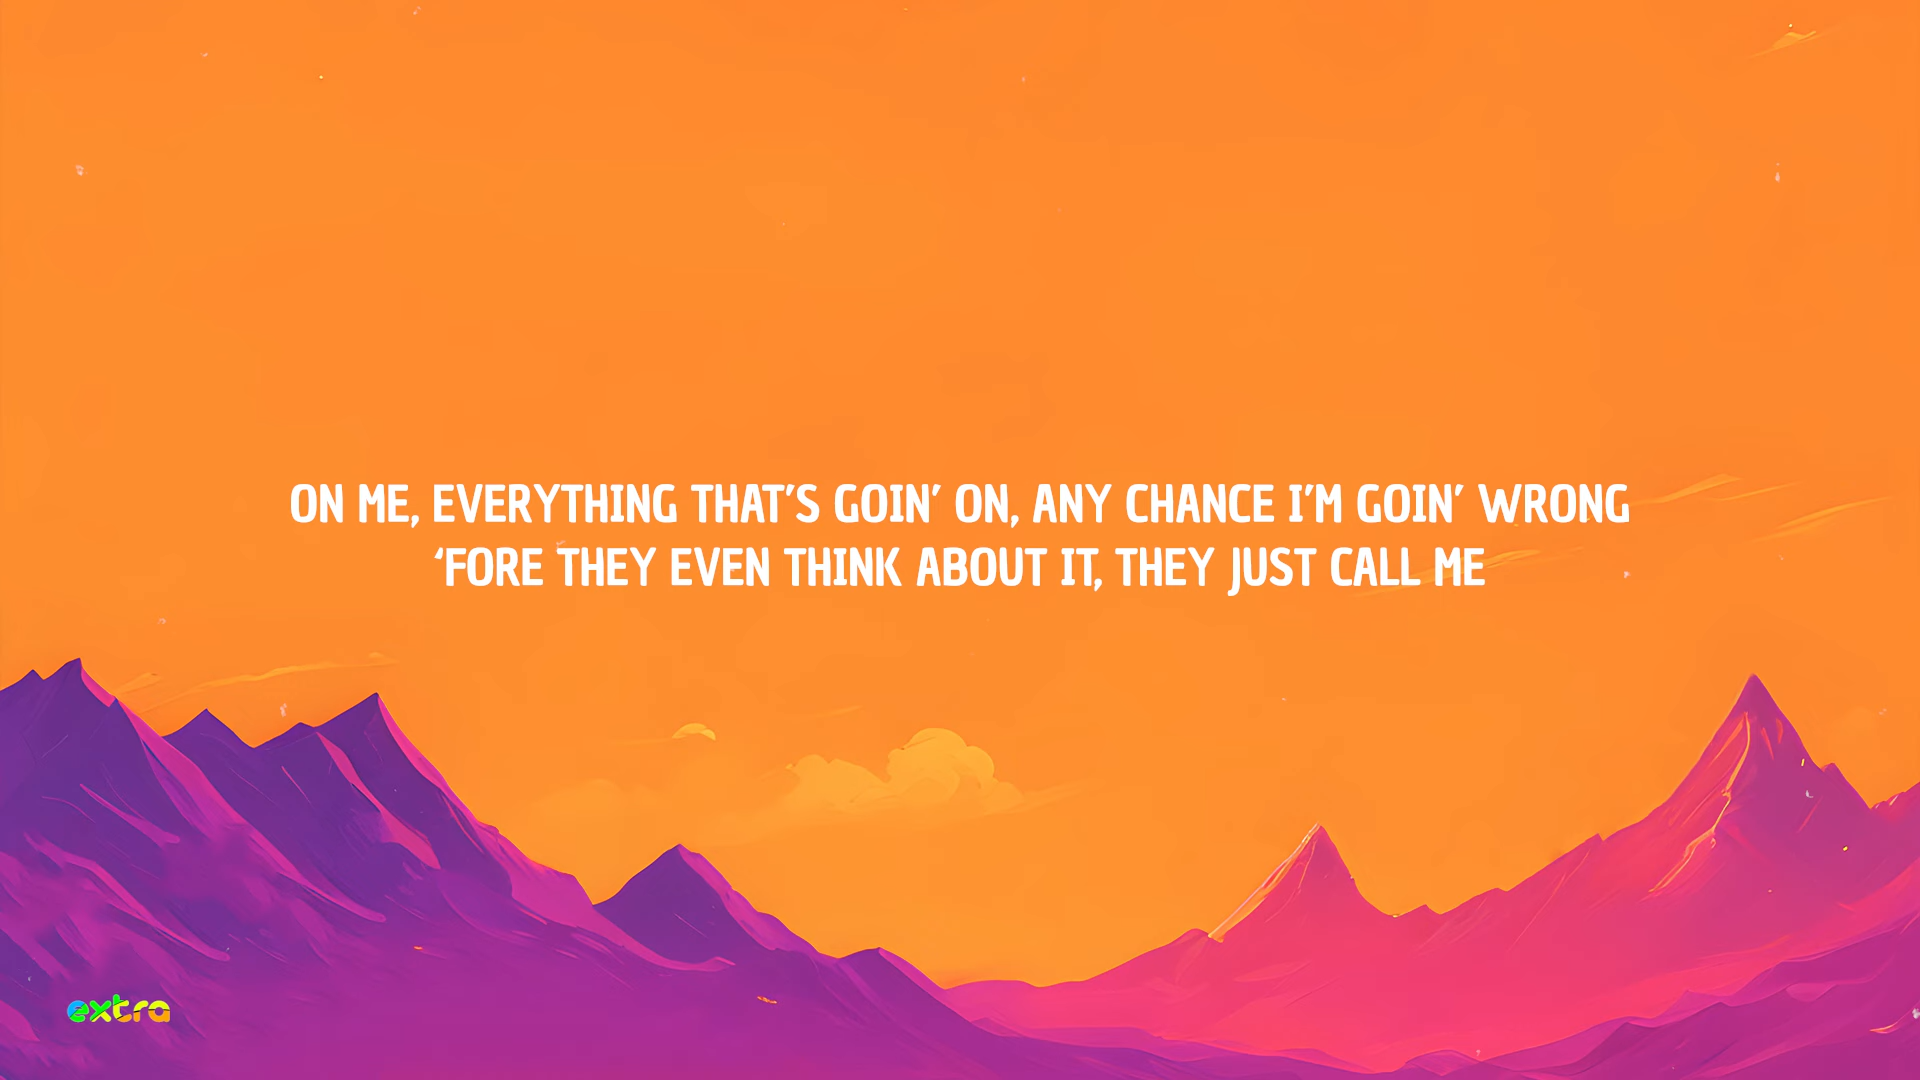 ON ME, EVERYTHING THAT'S GOIN' ON, ANY CHANCE I'M GOIN' WRONG
‘FORE THEY EVEN THINK ABOUT IT, THEY JUST CALL ME
extra